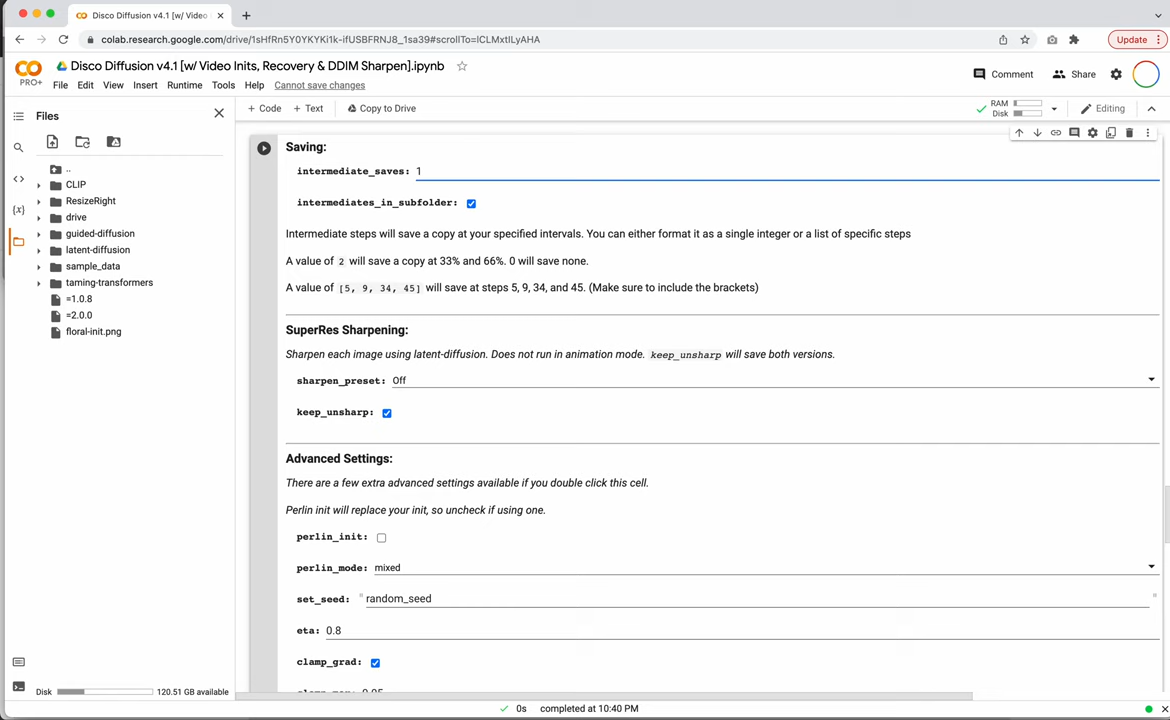 Disco Diffusion v4.1 [w/ Video I
colab.research.google.com/drive/1sHfRn5Y0YKYKi1k-ifUSBFRNJ8_1sa39#scrollTo=lCLMxtILyAHA
Update
PRO+
Disco Diffusion v4.1 [w/ Video Inits, Recovery & DDIM Sharpen].ipynb
File Edit View Insert Runtime Tools Help Cannot save changes
Comment
Share
Files
+ Code + Text Copy to Drive
RAM
Disk
Editing
..
CLIP
ResizeRight
drive
guided-diffusion
latent-diffusion
sample_data
taming-transformers
=1.0.8
=2.0.0
floral-init.png
Disk 120.51 GB available
Saving:
intermediate_saves: 1
intermediates_in_subfolder:
Intermediate steps will save a copy at your specified intervals. You can either format it as a single integer or a list of specific steps
A value of 2 will save a copy at 33% and 66%. 0 will save none.
A value of [5, 9, 34, 45] will save at steps 5, 9, 34, and 45. (Make sure to include the brackets)
SuperRes Sharpening:
Sharpen each image using latent-diffusion. Does not run in animation mode. keep_unsharp will save both versions.
sharpen_preset: Off
keep_unsharp:
Advanced Settings:
There are a few extra advanced settings available if you double click this cell.
Perlin init will replace your init, so uncheck if using one.
perlin_init:
perlin_mode: mixed
set_seed: " random_seed "
eta: 0.8
clamp_grad:
clamp_max: 0.05
0s completed at 10:40 PM